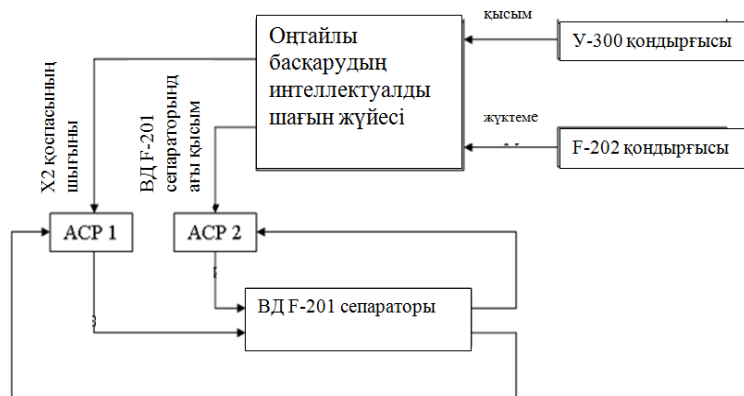 қысым
У-300 қондырғысы
Оңтайлы
басқарудың
интеллектуалды
шағын жүйесі
жүктеме
F-202 қондырғысы
Х2 қоспасының
шығыны
ВД F-201
сепараторынд
ағы қысым
АСР 1
АСР 2
ВД F-201 сепараторы